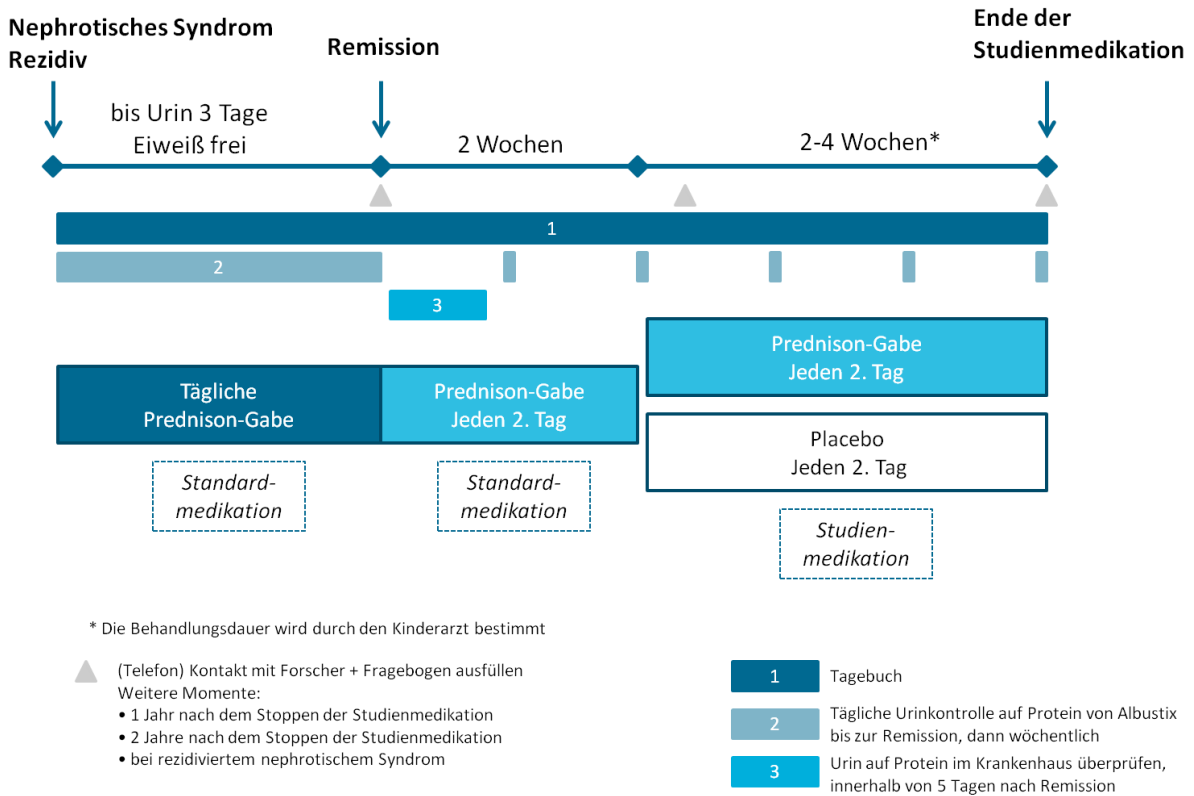 Nephrotisches Syndrom
Rezidiv
Remission
Ende der
Studienmedikation
bis Urin 3 Tage
Eiweiß frei
2 Wochen
2-4 Wochen*
1
2
3
Tägliche
Prednison-Gabe
Prednison-Gabe
Jeden 2. Tag
Prednison-Gabe
Jeden 2. Tag
Placebo
Jeden 2. Tag
Standard-
medikation
Standard-
medikation
Studien-
medikation
* Die Behandlungsdauer wird durch den Kinderarzt bestimmt
(Telefon) Kontakt mit Forscher + Fragebogen ausfüllen
Weitere Momente:
• 1 Jahr nach dem Stoppen der Studienmedikation
• 2 Jahre nach dem Stoppen der Studienmedikation
• bei rezidiviertem nephrotischem Syndrom
1 Tagebuch
2 Tägliche Urinkontrolle auf Protein von Albustix
bis zur Remission, dann wöchentlich
3 Urin auf Protein im Krankenhaus überprüfen,
innerhalb von 5 Tagen nach Remission